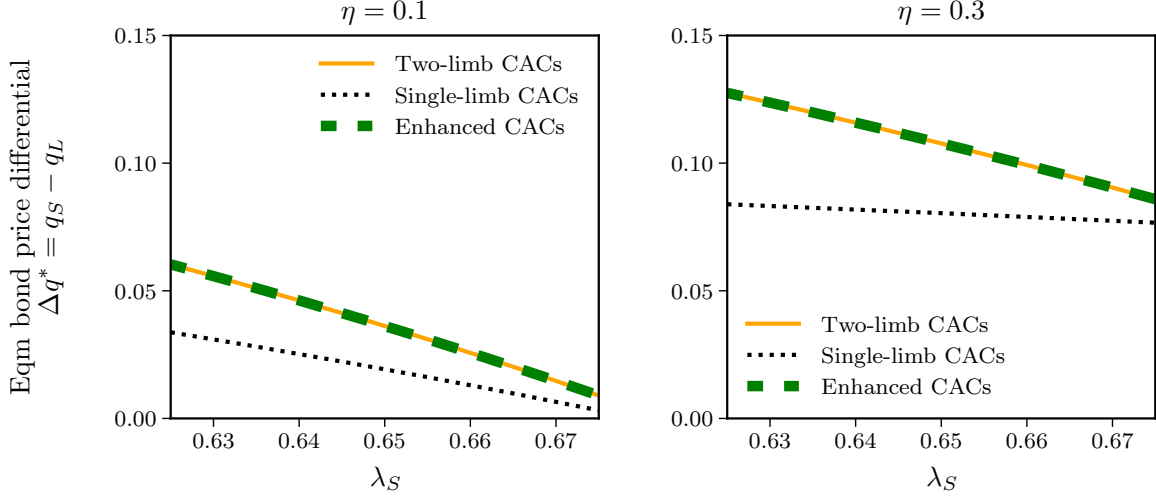 η = 0.1
0.15
0.10
0.05
0.00
Eqm bond price differential
Δq* = q_S − q_L
Two-limb CACs
Single-limb CACs
Enhanced CACs
0.63 0.64 0.65 0.66 0.67
λ_S
η = 0.3
0.15
0.10
0.05
0.00
Two-limb CACs
Single-limb CACs
Enhanced CACs
0.63 0.64 0.65 0.66 0.67
λ_S